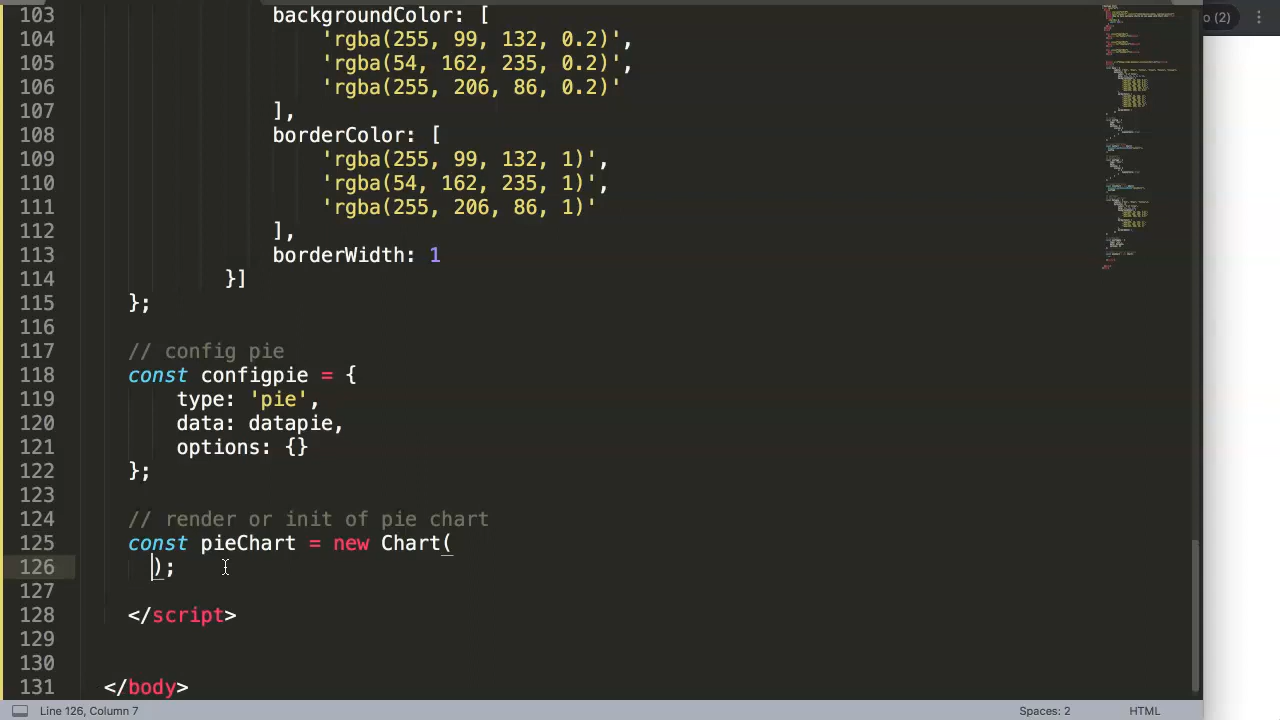 o (2)
103 backgroundColor: [
104 'rgba(255, 99, 132, 0.2)',
105 'rgba(54, 162, 235, 0.2)',
106 'rgba(255, 206, 86, 0.2)'
107 ],
108 borderColor: [
109 'rgba(255, 99, 132, 1)',
110 'rgba(54, 162, 235, 1)',
111 'rgba(255, 206, 86, 1)'
112 ],
113 borderWidth: 1
114 }]
115 };
116
117 // config pie
118 const configpie = {
119 type: 'pie',
120 data: datapie,
121 options: {}
122 };
123
124 // render or init of pie chart
125 const pieChart = new Chart(
126 );
127
128 </script>
129
130
131 </body>
Line 126, Column 7
Spaces: 2
HTML